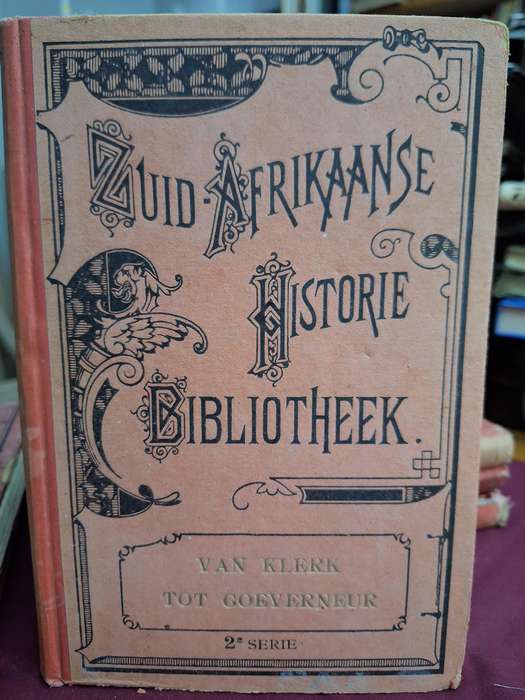 ZUID-AFRIKAANSE
HISTORIE
BIBLIOTHEEK.
VAN KLERK
TOT GOEVERNEUR
2e SERIE